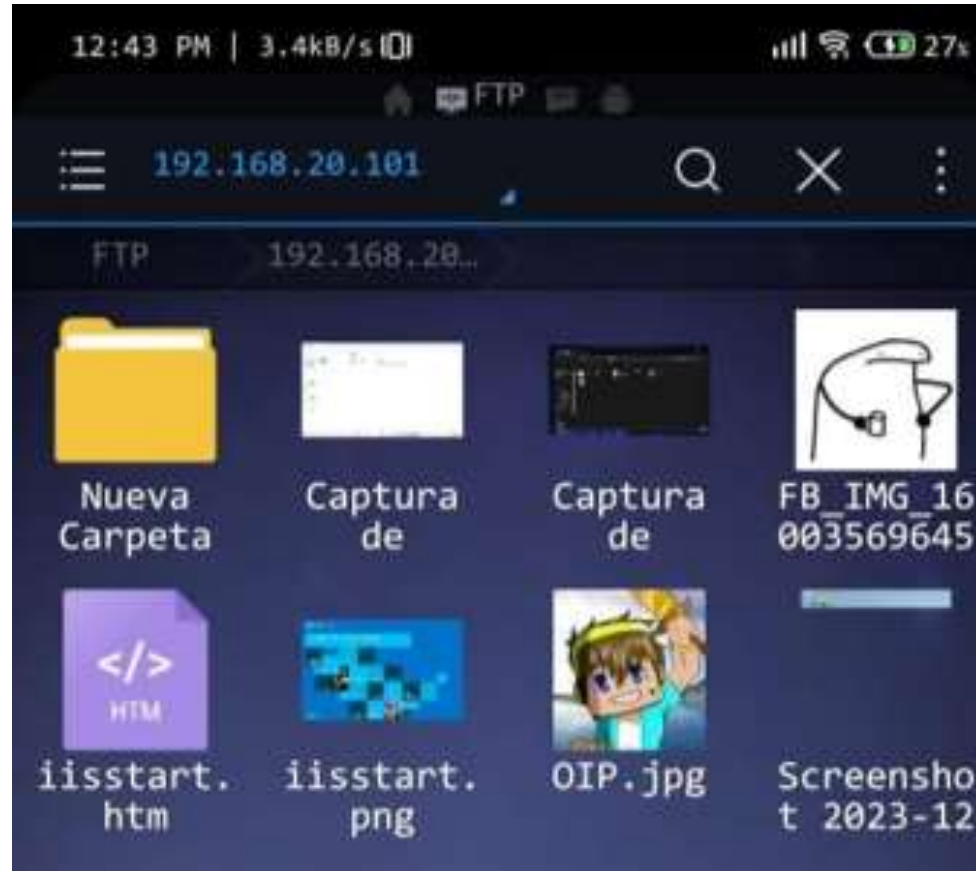 12:43 PM | 3.4kB/s 27%
FTP
192.168.20.101
FTP 192.168.20…
Nueva Captura Captura FB_IMG_16
Carpeta de de 003569645
</>
HTM
iisstart. iisstart. OIP.jpg Screensho
htm png t 2023-12